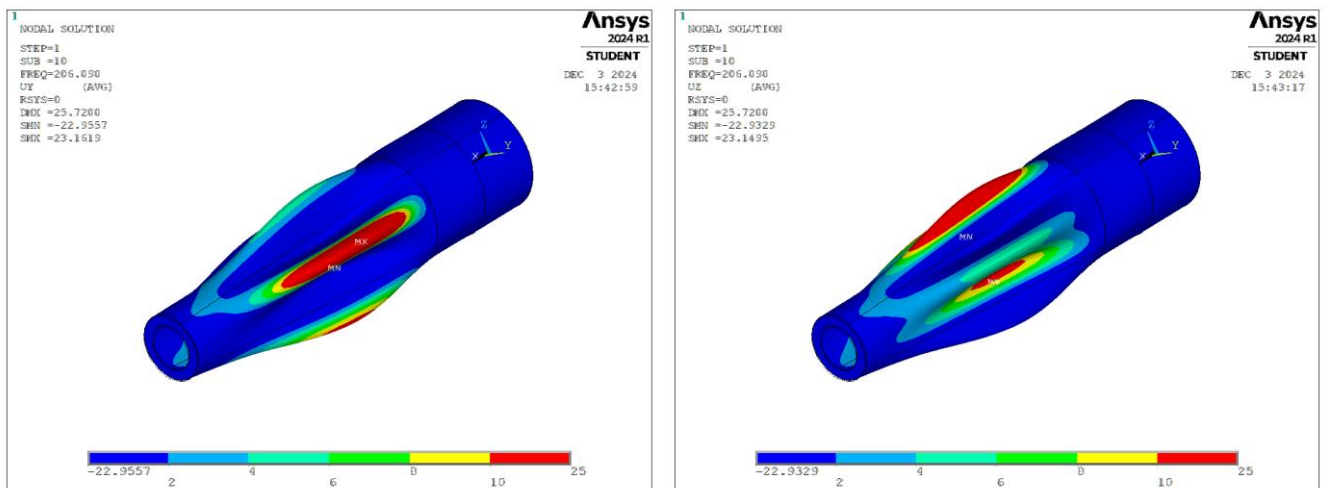 1
NODAL SOLUTION
STEP=1
SUB =10
FREQ=206.890
UY (AVG)
RSYS=0
DMX =25.7200
SMN =-22.9557
SMX =23.1619
Ansys
2024 R1
STUDENT
DEC 3 2024
15:42:59
Z
X Y
MX
MN
-22.9557 4 8 25
2 6 10
1
NODAL SOLUTION
STEP=1
SUB =10
FREQ=206.890
UZ (AVG)
RSYS=0
DMX =25.7200
SMN =-22.9329
SMX =23.1495
Ansys
2024 R1
STUDENT
DEC 3 2024
15:43:17
Z
X Y
MN
-22.9329 4 8 25
2 6 10